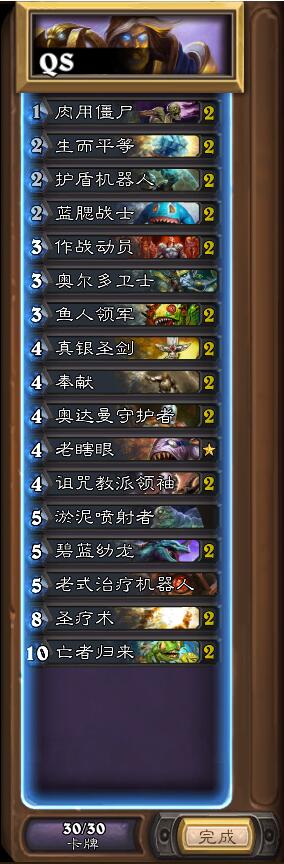 QS
1 肉用僵尸 2
2 生而平等 2
2 护盾机器人 2
2 蓝腮战士 2
3 作战动员 2
3 奥尔多卫士
3 鱼人领军 2
4 真银圣剑 2
4 奉献 2
4 奥达曼守护者 2
4 老瞎眼 ★
4 诅咒教派领袖 2
5 淤泥喷射者
5 碧蓝幼龙 2
5 老式治疗机器人
8 圣疗术 2
10 亡者归来 2
30/30
卡牌
完成